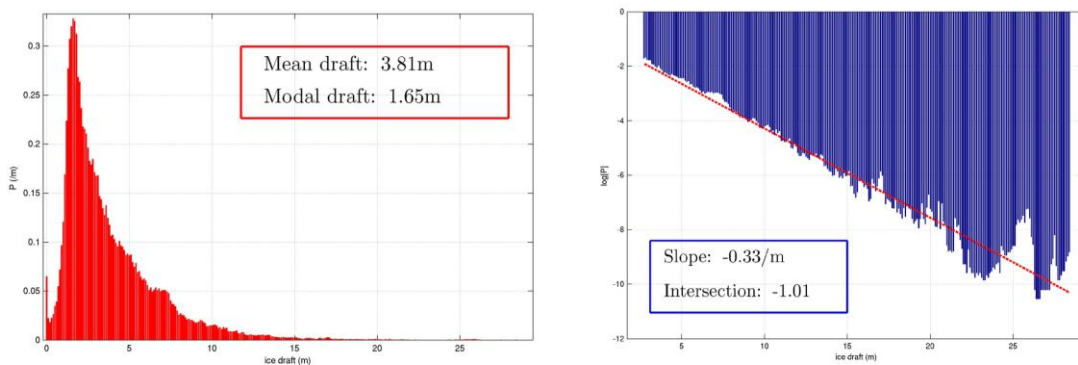 0.3
0.25
0.2
0.15
0.1
0.05
0
P (/m)
0 5 10 15 20 25
ice draft (m)
Mean draft: 3.81m
Modal draft: 1.65m
0
-2
-4
-6
-8
-10
-12
log[P]
5 10 15 20 25
ice draft (m)
Slope: -0.33/m
Intersection: -1.01